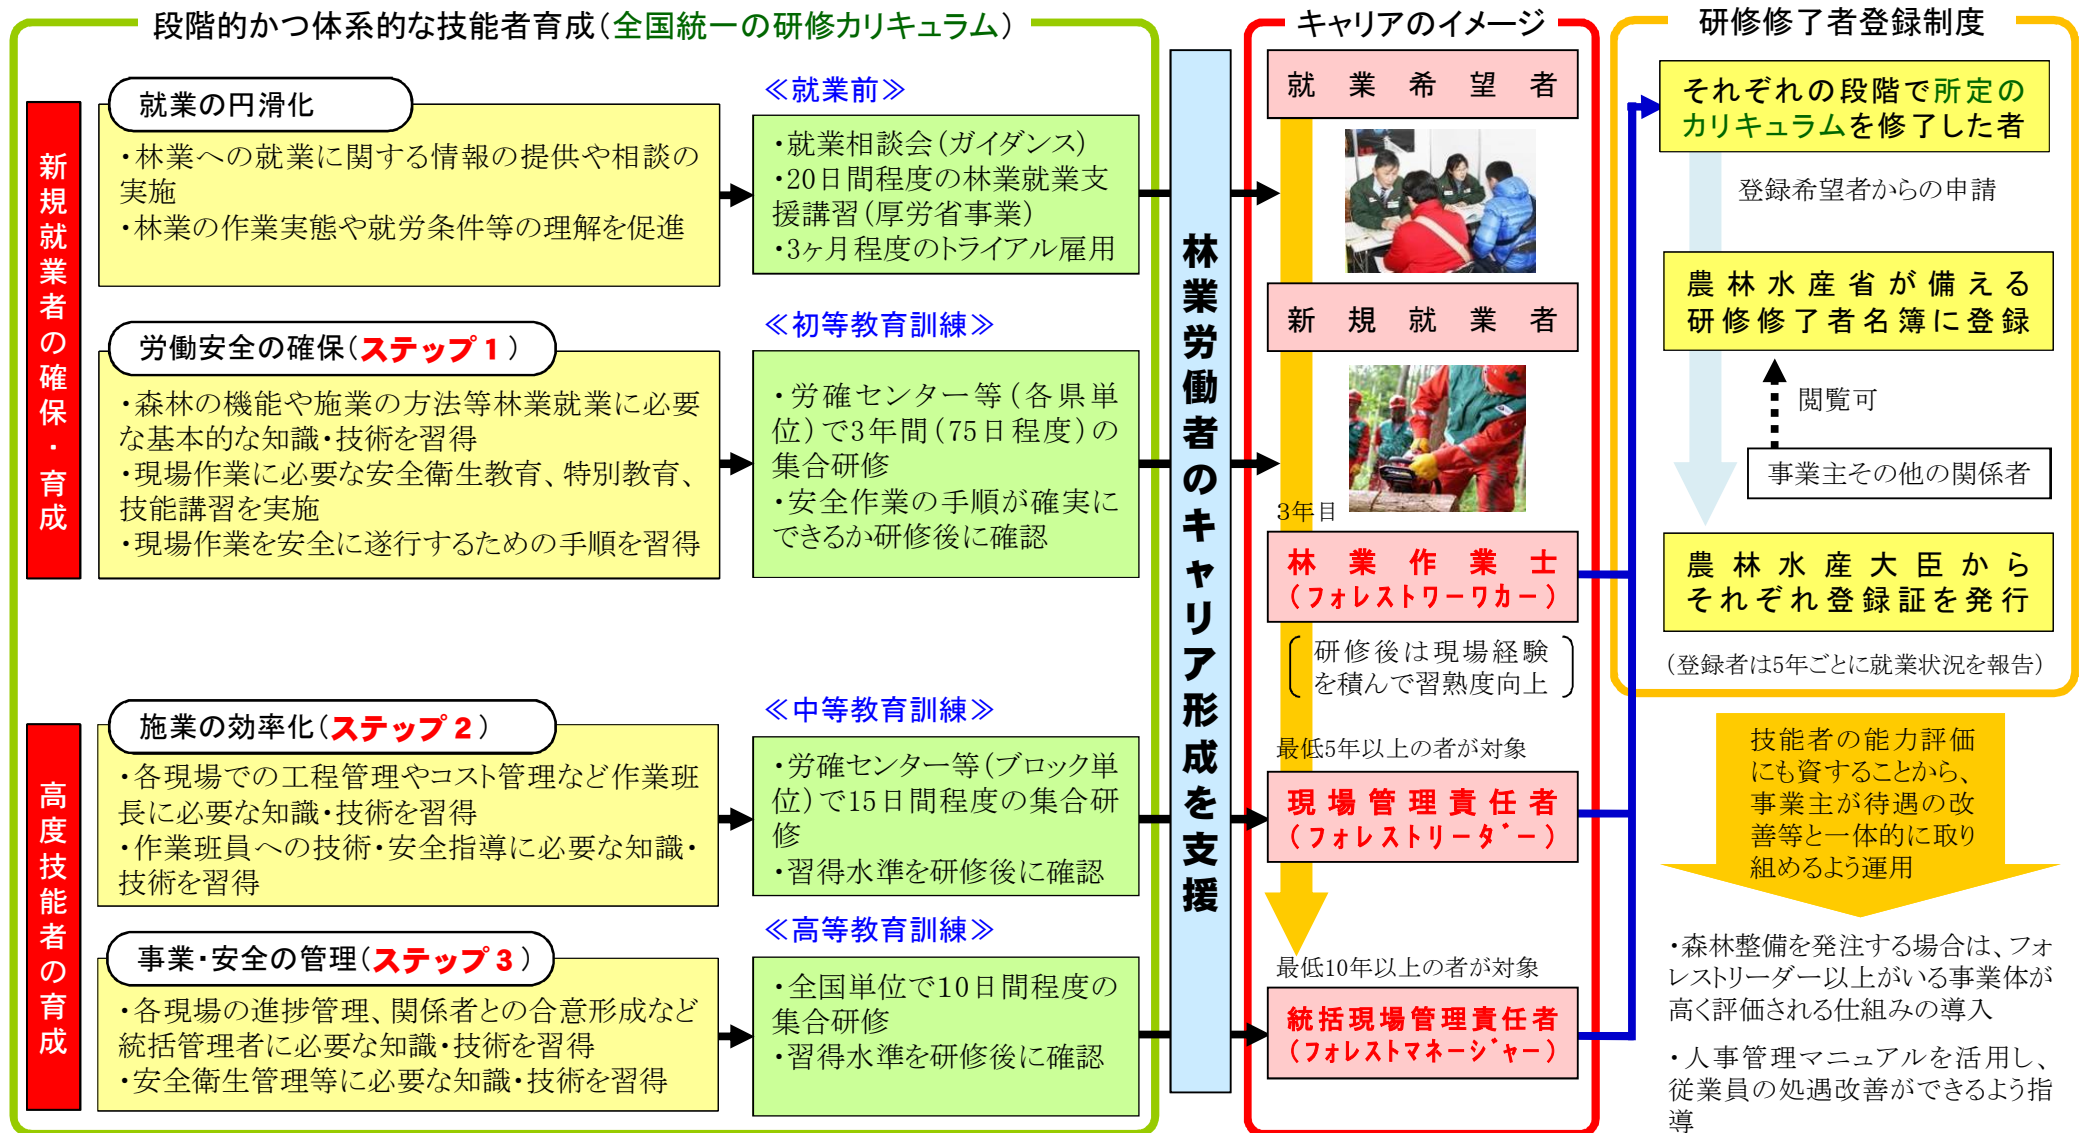 段階的かつ体系的な技能者育成(全国統一の研修カリキュラム)
新規就業者の確保・育成
就業の円滑化
・林業への就業に関する情報の提供や相談の
実施
・林業の作業実態や就労条件等の理解を促進
≪就業前≫
・就業相談会(ガイダンス)
・20日間程度の林業就業支
援講習(厚労省事業)
・3ヶ月程度のトライアル雇用
労働安全の確保(ステップ1)
・森林の機能や施業の方法等林業就業に必要
な基本的な知識・技術を習得
・現場作業に必要な安全衛生教育、特別教育、
技能講習を実施
・現場作業を安全に遂行するための手順を習得
≪初等教育訓練≫
・労確センター等(各県単
位)で3年間(75日程度)の
集合研修
・安全作業の手順が確実に
できるか研修後に確認
高度技能者の育成
施業の効率化(ステップ2)
・各現場での工程管理やコスト管理など作業班
長に必要な知識・技術を習得
・作業班員への技術・安全指導に必要な知識・
技術を習得
≪中等教育訓練≫
・労確センター等(ブロック単
位)で15日間程度の集合研
修
・習得水準を研修後に確認
事業・安全の管理(ステップ3)
・各現場の進捗管理、関係者との合意形成など
統括管理者に必要な知識・技術を習得
・安全衛生管理等に必要な知識・技術を習得
≪高等教育訓練≫
・全国単位で10日間程度の
集合研修
・習得水準を研修後に確認
林業労働者のキャリア形成を支援
キャリアのイメージ
就業希望者
新規就業者
3年目
林業作業士
(フォレストワーワカー)
研修後は現場経験
を積んで習熟度向上
最低5年以上の者が対象
現場管理責任者
(フォレストリーダー)
最低10年以上の者が対象
統括現場管理責任者
(フォレストマネージャー)
研修修了者登録制度
それぞれの段階で所定の
カリキュラムを修了した者
登録希望者からの申請
農林水産省が備える
研修修了者名簿に登録
閲覧可
事業主その他の関係者
農林水産大臣から
それぞれ登録証を発行
(登録者は5年ごとに就業状況を報告)
技能者の能力評価
にも資することから、
事業主が待遇の改
善等と一体的に取り
組めるよう運用
・森林整備を発注する場合は、フォ
レストリーダー以上がいる事業体が
高く評価される仕組みの導入
・人事管理マニュアルを活用し、
従業員の処遇改善ができるよう指
導